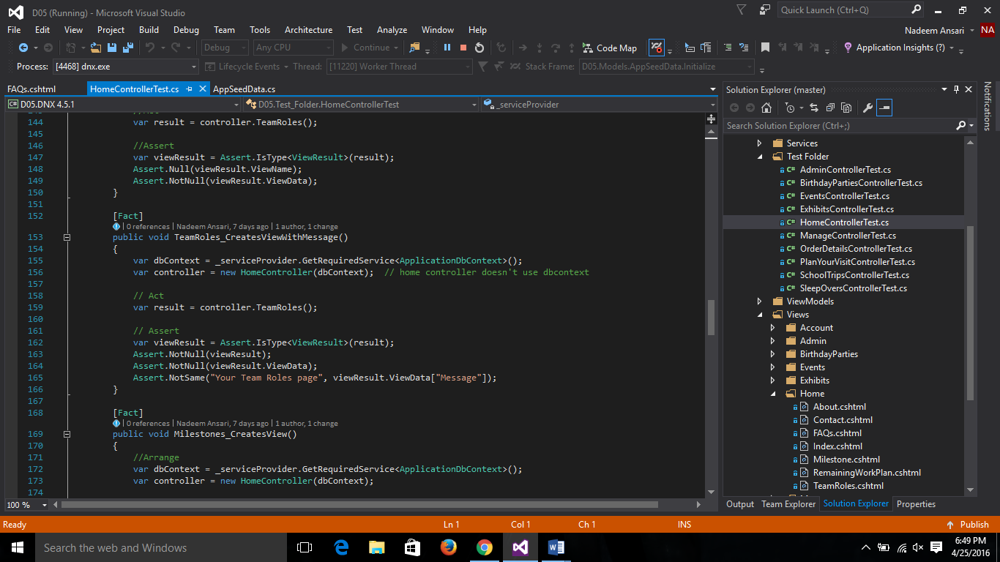 D05 (Running) - Microsoft Visual Studio
Quick Launch (Ctrl+Q)
File Edit View Project Build Debug Team Tools Architecture Test Analyze Window Help
Nadeem Ansari NA
Debug Any CPU Continue Code Map Application Insights (?)
Process: [4468] dnx.exe Lifecycle Events Thread: [11220] Worker Thread Stack Frame: D05.Models.AppSeedData.Initialize
FAQs.cshtml HomeControllerTest.cs AppSeedData.cs
C# D05.DNX 4.5.1 D05.Test_Folder.HomeControllerTest _serviceProvider
144 var result = controller.TeamRoles();
145
146 //Assert
147 var viewResult = Assert.IsType<ViewResult>(result);
148 Assert.Null(viewResult.ViewName);
149 Assert.NotNull(viewResult.ViewData);
150 }
151
152 [Fact]
0 references | Nadeem Ansari, 7 days ago | 1 author, 1 change
153 public void TeamRoles_CreatesViewWithMessage()
154 {
155 var dbContext = _serviceProvider.GetRequiredService<ApplicationDbContext>();
156 var controller = new HomeController(dbContext);  // home controller doesn't use dbcontext
157
158 // Act
159 var result = controller.TeamRoles();
160
161 // Assert
162 var viewResult = Assert.IsType<ViewResult>(result);
163 Assert.NotNull(viewResult);
164 Assert.NotNull(viewResult.ViewData);
165 Assert.NotSame("Your Team Roles page", viewResult.ViewData["Message"]);
166 }
167
168 [Fact]
0 references | Nadeem Ansari, 7 days ago | 1 author, 1 change
169 public void Milestones_CreatesView()
170 {
171 //Arrange
172 var dbContext = _serviceProvider.GetRequiredService<ApplicationDbContext>();
173 var controller = new HomeController(dbContext);
174
100 %
Solution Explorer (master)
Search Solution Explorer (Ctrl+;)
Services
Test Folder
C# AdminControllerTest.cs
C# BirthdayPartiesControllerTest.cs
C# EventsControllerTest.cs
C# ExhibitsControllerTest.cs
C# HomeControllerTest.cs
C# ManageControllerTest.cs
C# OrderDetailsControllerTest.cs
C# PlanYourVisitControllerTest.cs
C# SchoolTripsControllerTest.cs
C# SleepOversControllerTest.cs
ViewModels
Views
Account
Admin
BirthdayParties
Events
Exhibits
Home
About.cshtml
Contact.cshtml
FAQs.cshtml
Index.cshtml
Milestone.cshtml
RemainingWorkPlan.cshtml
TeamRoles.cshtml
Output Team Explorer Solution Explorer Properties
Notifications
Ready Ln 1 Col 1 Ch 1 INS Publish
Search the web and Windows
6:49 PM
4/25/2016